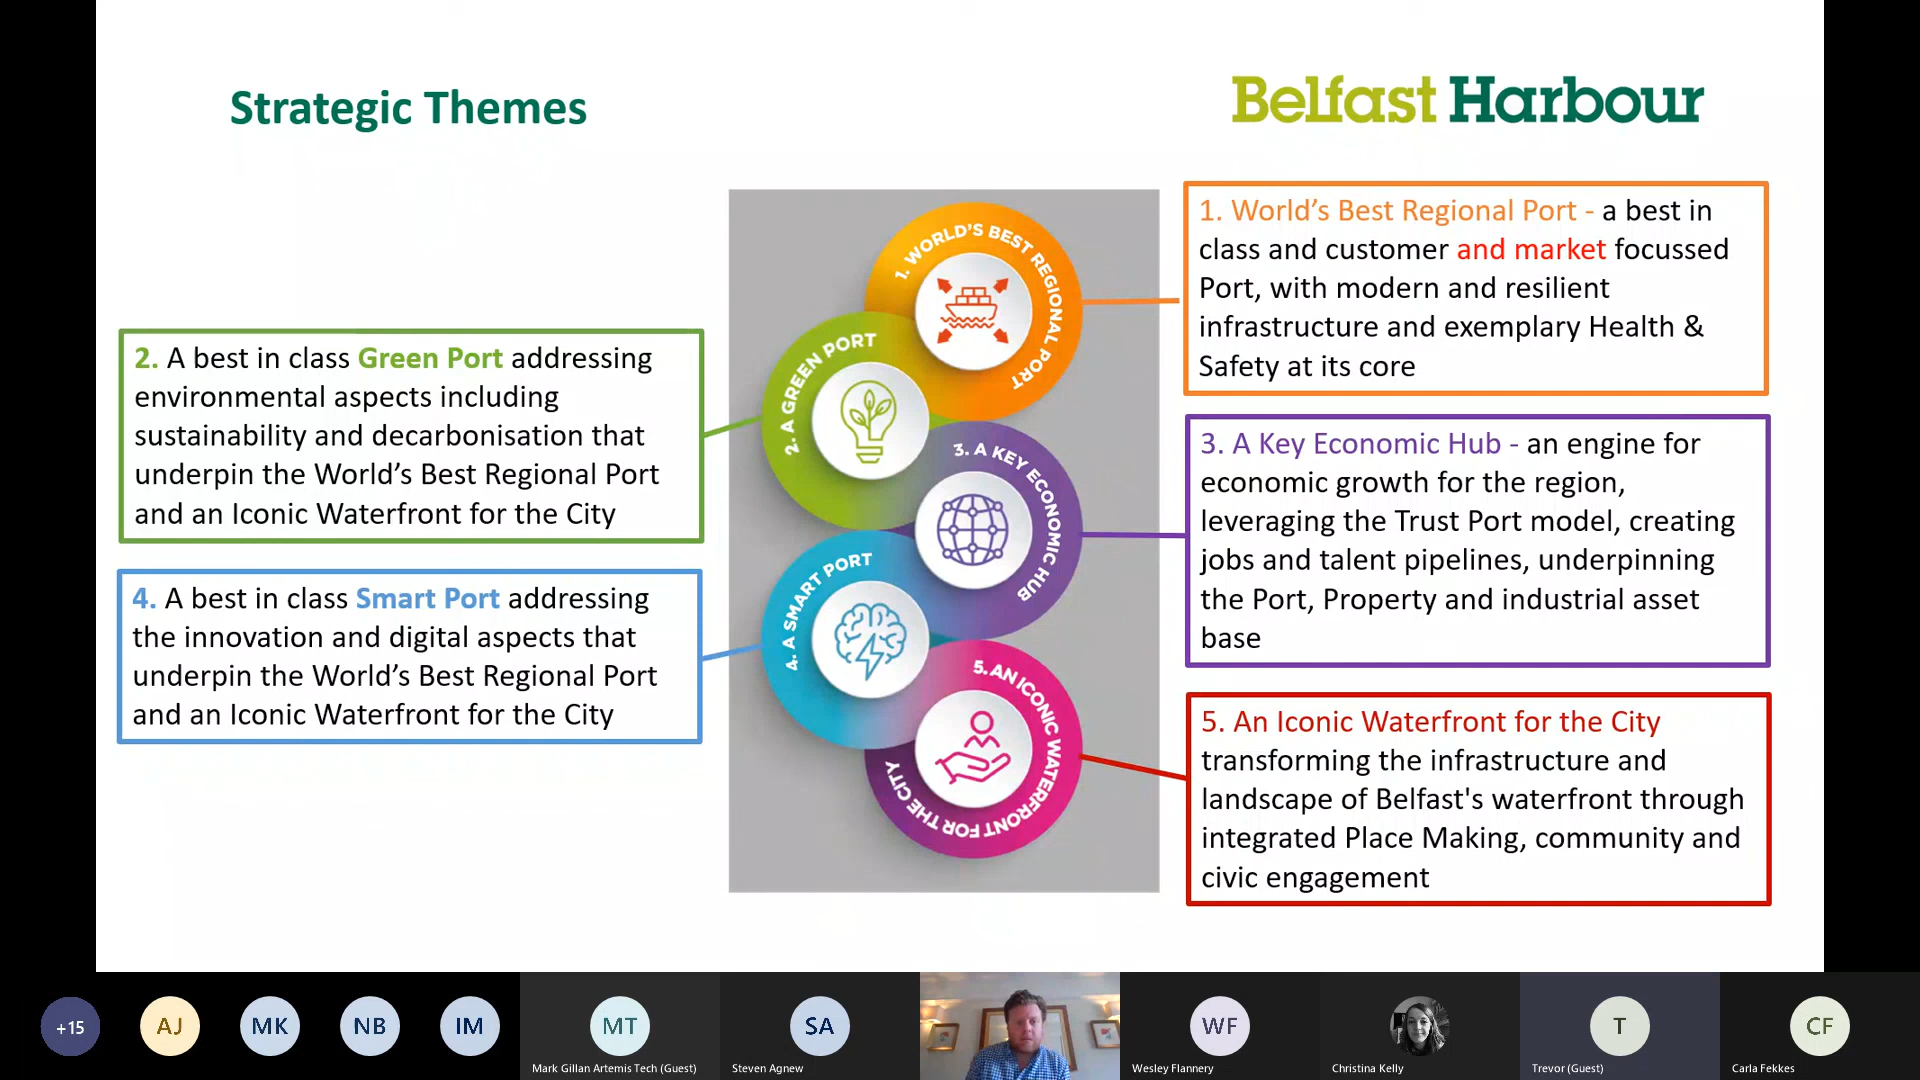 Strategic Themes
Belfast Harbour
1. World's Best Regional Port - a best in
class and customer and market focussed
Port, with modern and resilient
infrastructure and exemplary Health &
Safety at its core
2. A best in class Green Port addressing
environmental aspects including
sustainability and decarbonisation that
underpin the World's Best Regional Port
and an Iconic Waterfront for the City
3. A Key Economic Hub - an engine for
economic growth for the region,
leveraging the Trust Port model, creating
jobs and talent pipelines, underpinning
the Port, Property and industrial asset
base
4. A best in class Smart Port addressing
the innovation and digital aspects that
underpin the World's Best Regional Port
and an Iconic Waterfront for the City
5. An Iconic Waterfront for the City
transforming the infrastructure and
landscape of Belfast's waterfront through
integrated Place Making, community and
civic engagement
1. WORLD'S BEST REGIONAL PORT
2. A GREEN PORT
3. A KEY ECONOMIC HUB
4. A SMART PORT
5. AN ICONIC WATERFRONT FOR THE CITY
+15
AJ
MK
NB
IM
MT
Mark Gillan Artemis Tech (Guest)
SA
Steven Agnew
WF
Wesley Flannery
Christina Kelly
T
Trevor (Guest)
CF
Carla Fekkes